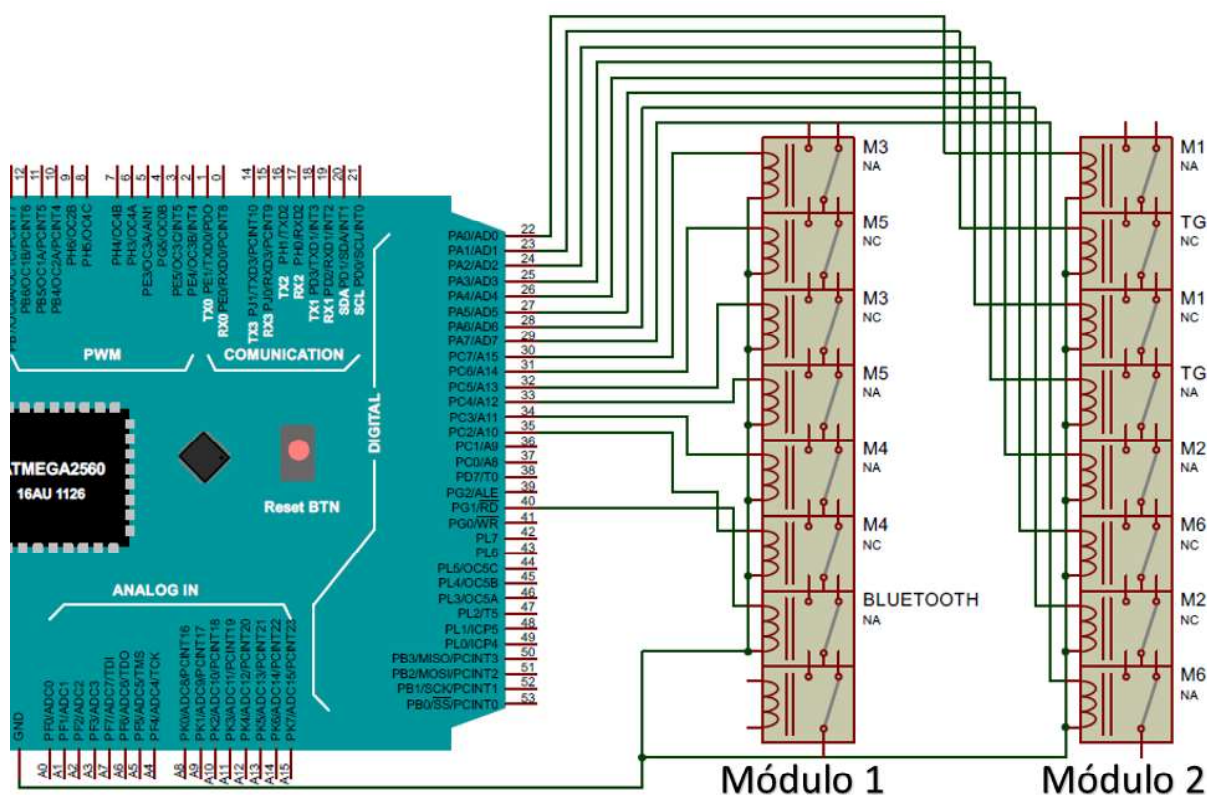 12
11
10
9
8
7
6
5
4
3
2
1
0
14
15
16
17
18
19
20
21
PB6/OC1B/PCINT6
PB5/OC1A/PCINT5
PB4/OC2A/PCINT4
PH6/OC2B
PH5/OC4C
PH4/OC4B
PH3/OC4A
PE3/OC3A/AIN1
PG5/OC0B
PE5/OC3C/INT5
PE4/OC3B/INT4
TX0 PE1/TXD0/PDO
RX0 PE0/RXD0/PCINT8
TX3 PJ1/TXD3/PCINT10
RX3 PJ0/RXD3/PCINT9
TX2 PH1/TXD2
RX2 PH0/RXD2
TX1 PD3/TXD1/INT3
RX1 PD2/RXD1/INT2
SDA PD1/SDA/INT1
SCL PD0/SCL/INT0
PWM
COMUNICATION
DIGITAL
ATMEGA2560
16AU 1126
Reset BTN
ANALOG IN
PA0/AD0 22
PA1/AD1 23
PA2/AD2 24
PA3/AD3 25
PA4/AD4 26
PA5/AD5 27
PA6/AD6 28
PA7/AD7 29
PC7/A15 30
PC6/A14 31
PC5/A13 32
PC4/A12 33
PC3/A11 34
PC2/A10 35
PC1/A9 36
PC0/A8 37
PD7/T0 38
PG2/ALE 39
PG1/RD 40
PG0/WR 41
PL7 42
PL6 43
PL5/OC5C 44
PL4/OC5B 45
PL3/OC5A 46
PL2/T5 47
PL1/ICP5 48
PL0/ICP4 49
PB3/MISO/PCINT3 50
PB2/MOSI/PCINT2 51
PB1/SCK/PCINT1 52
PB0/SS/PCINT0 53
GND
PF0/ADC0
PF1/ADC1
PF2/ADC2
PF3/ADC3
PF7/ADC7/TDI
PF6/ADC6/TDO
PF5/ADC5/TMS
PF4/ADC4/TCK
PK0/ADC8/PCINT16
PK1/ADC9/PCINT17
PK2/ADC10/PCINT18
PK3/ADC11/PCINT19
PK4/ADC12/PCINT20
PK5/ADC13/PCINT21
PK6/ADC14/PCINT22
PK7/ADC15/PCINT23
A0
A1
A2
A3
A7
A6
A5
A4
A8
A9
A10
A11
A12
A13
A14
A15
M3
NA
M5
NC
M3
NC
M5
NA
M4
NA
M4
NC
BLUETOOTH
NA
Módulo 1
M1
NA
TG
NC
M1
NC
TG
NA
M2
NA
M6
NC
M2
NC
M6
NA
Módulo 2